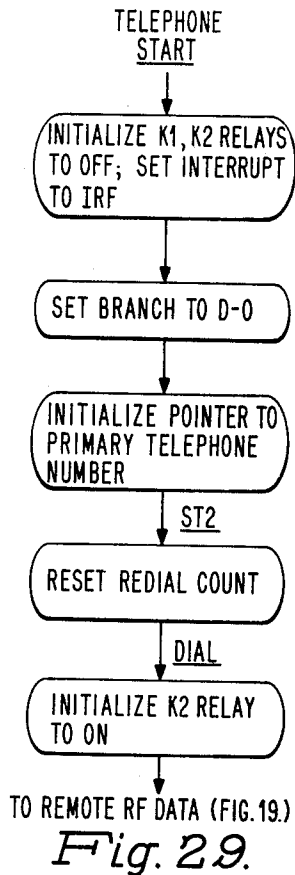 TELEPHONE
START
INITIALIZE K1, K2 RELAYS
TO OFF; SET INTERRUPT
TO IRF
SET BRANCH TO D-0
INITIALIZE POINTER TO
PRIMARY TELEPHONE
NUMBER
ST2
RESET REDIAL COUNT
DIAL
INITIALIZE K2 RELAY
TO ON
TO REMOTE RF DATA (FIG.19.)
Fig. 29.